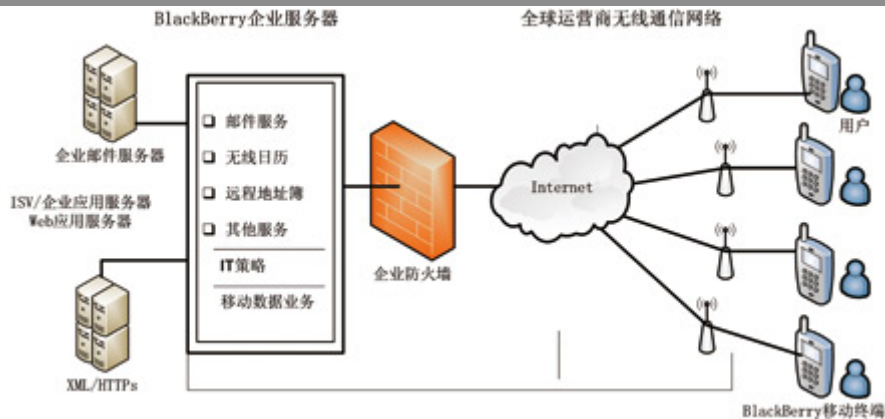 BlackBerry企业服务器
全球运营商无线通信网络
企业邮件服务器
ISV/企业应用服务器
Web应用服务器
XML/HTTPs
邮件服务
无线日历
远程地址簿
其他服务
IT策略
移动数据业务
企业防火墙
Internet
用户
BlackBerry移动终端